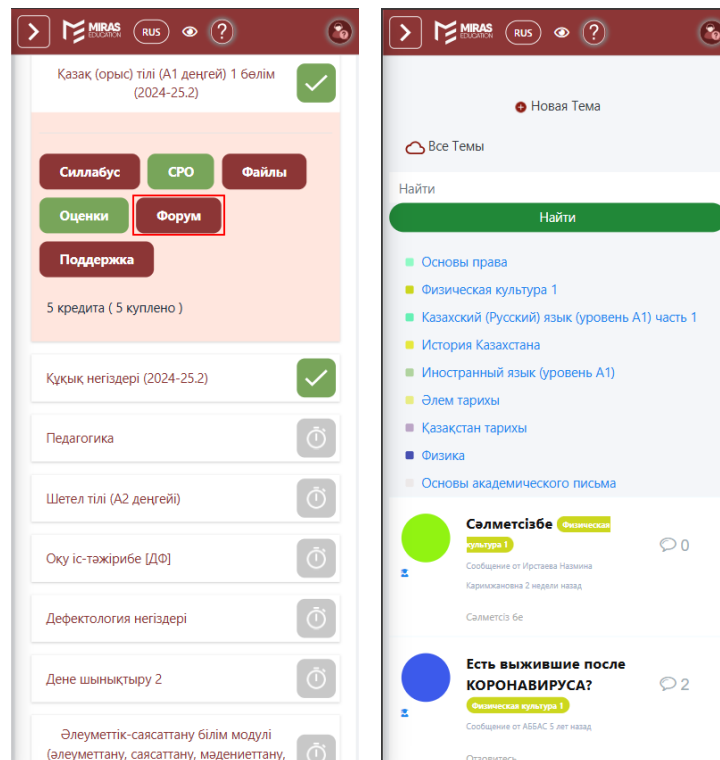 MIRAS
EDUCATION
RUS
?
Қазақ (орыс) тілі (А1 деңгей) 1 бөлім
(2024-25.2)
Силлабус
СРО
Файлы
Оценки
Форум
Поддержка
5 кредита ( 5 куплено )
Құқық негіздері (2024-25.2)
Педагогика
Шетел тілі (А2 деңгейі)
Оқу іс-тәжірибе [ДФ]
Дефектология негіздері
Дене шынықтыру 2
Әлеуметтік-саясаттану білім модулі
(әлеуметтану, саясаттану, мәдениеттану,
MIRAS
EDUCATION
RUS
?
Новая Тема
Все Темы
Найти
Найти
Основы права
Физическая культура 1
Казахский (Русский) язык (уровень А1) часть 1
История Казахстана
Иностранный язык (уровень А1)
Әлем тарихы
Қазақстан тарихы
Физика
Основы академического письма
Сәлметсізбе Физическая
культура 1
0
Сообщение от Ирстаева Назмина
Каримжановна 2 недели назад
Сәлметсіз бе
Есть выжившие после
КОРОНАВИРУСА?
2
Физическая культура 1
Сообщение от АББАС 5 лет назад
Отзовитесь